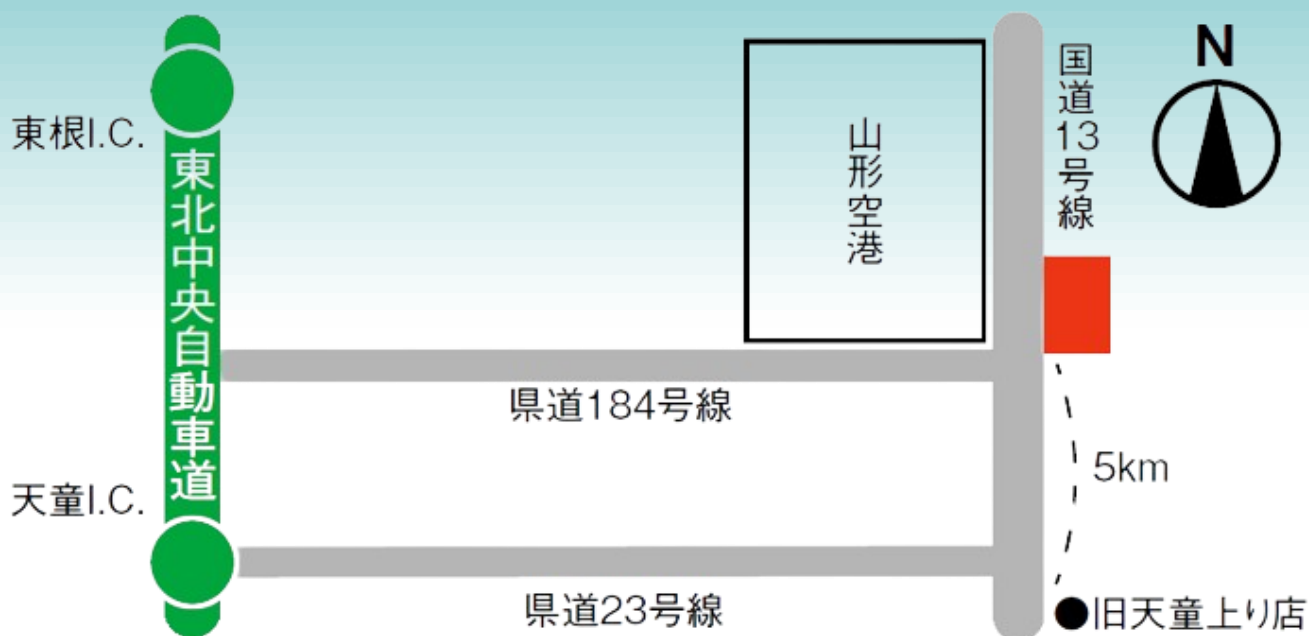 東根I.C.
東北中央自動車道
山形空港
国道13号線
N
県道184号線
天童I.C.
5km
県道23号線
●旧天童上り店